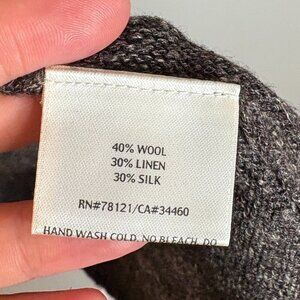 40% WOOL
30% LINEN
30% SILK
RN#78121/CA#34460
HAND WASH COLD, NO BLEACH, DO